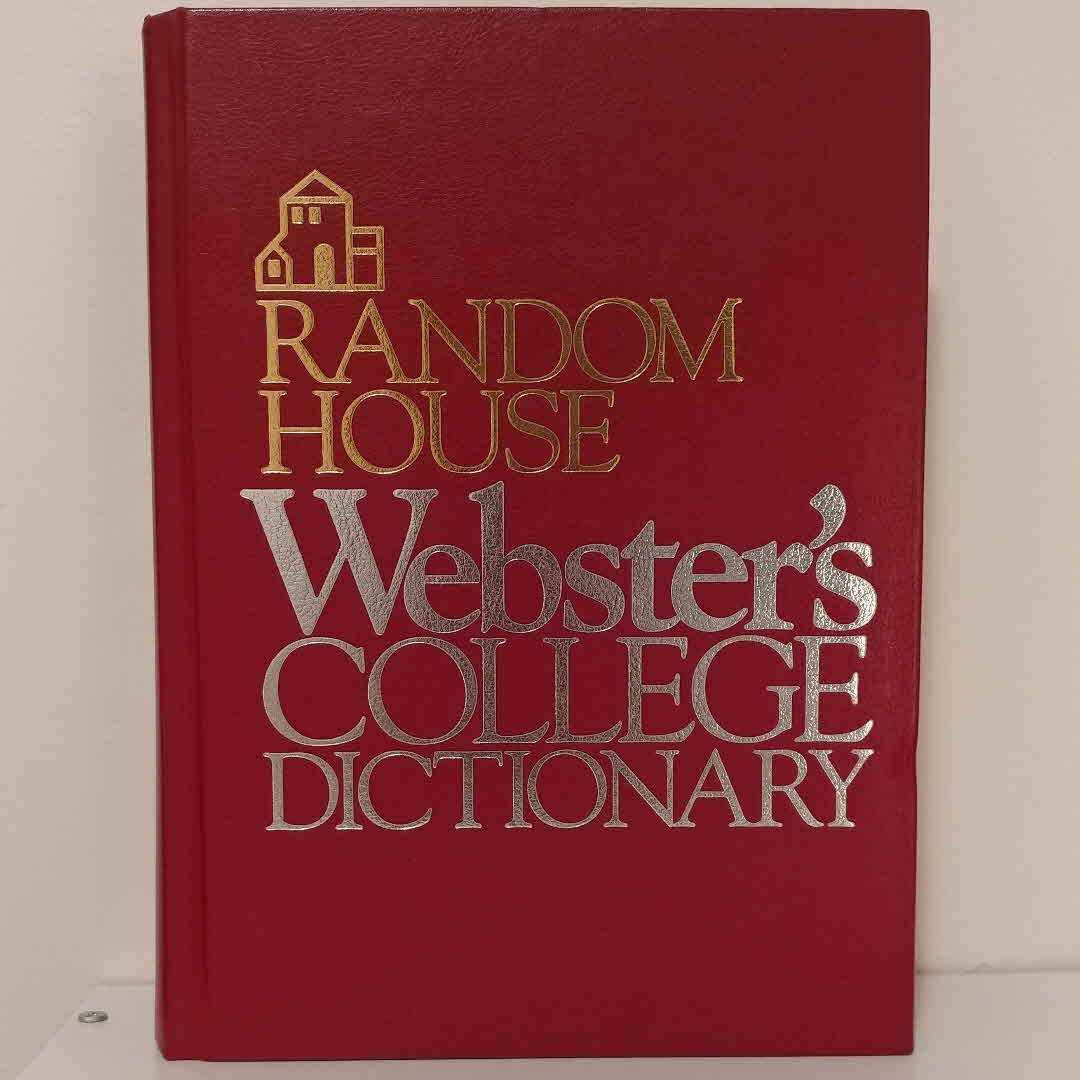 RANDOM
HOUSE
Webster's
COLLEGE
DICTIONARY